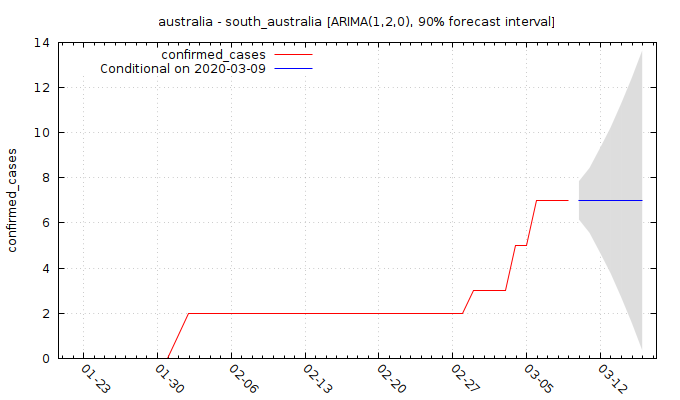 australia - south_australia [ARIMA(1,2,0), 90% forecast interval]
confirmed_cases
Conditional on 2020-03-09
confirmed_cases
14
12
10
8
6
4
2
0
01-23 01-30 02-06 02-13 02-20 02-27 03-05 03-12